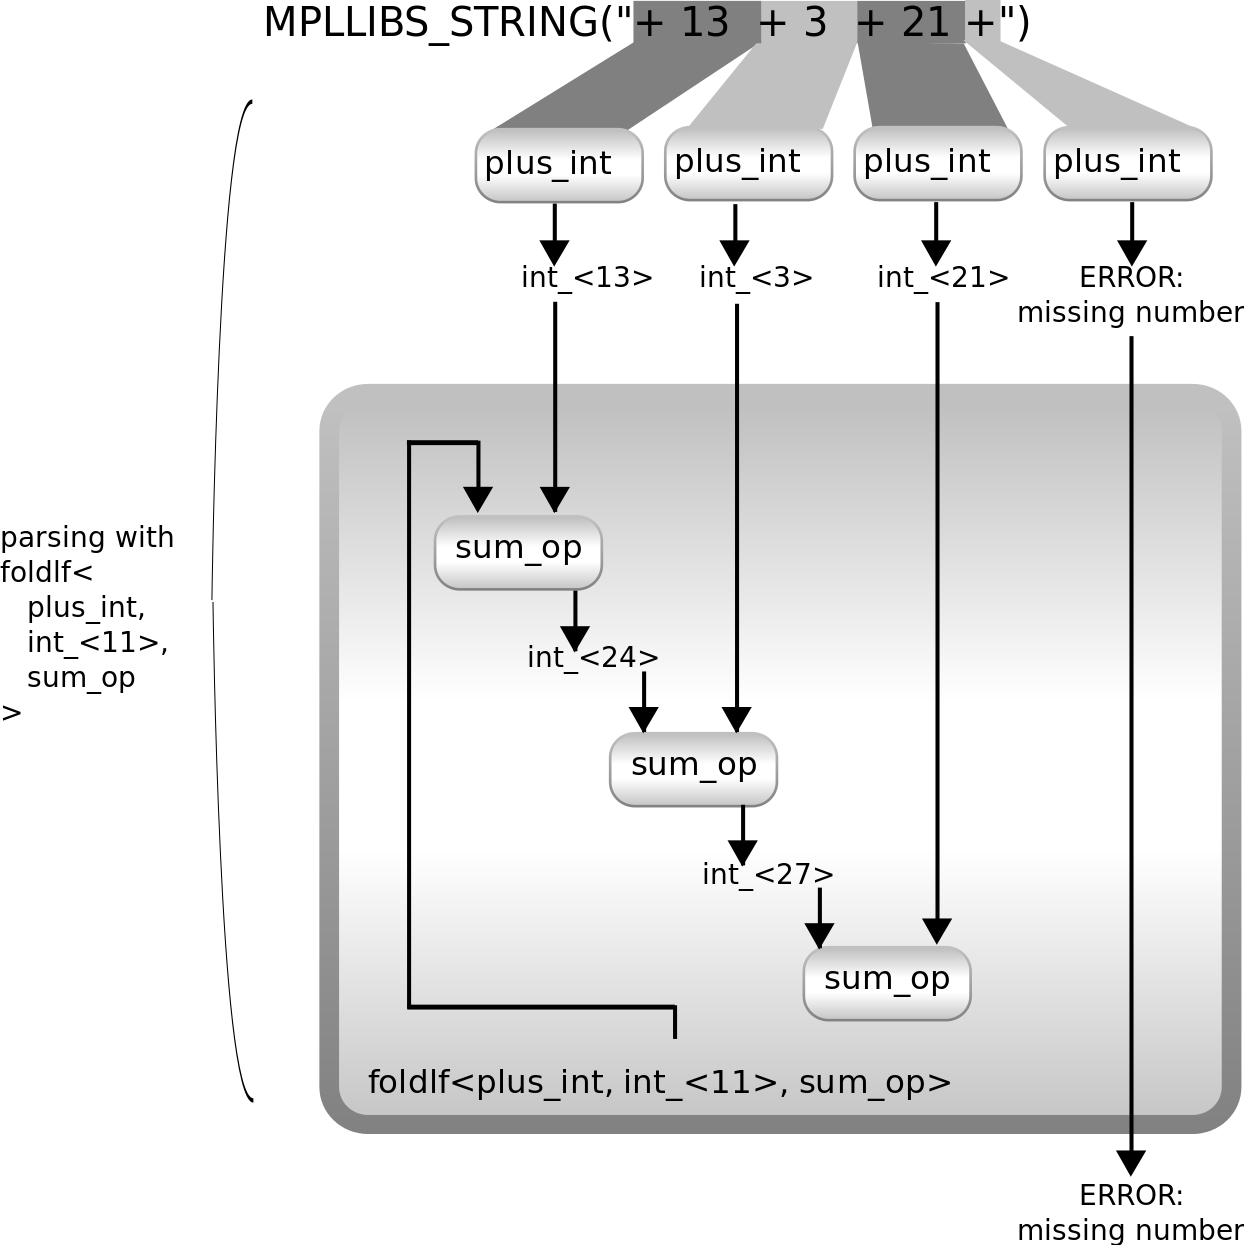 MPLLIBS_STRING("+ 13 + 3 + 21 +")
plus_int plus_int plus_int plus_int
int_<13> int_<3> int_<21> ERROR:
missing number
parsing with
foldlf<
plus_int,
int_<11>,
sum_op
>
sum_op
int_<24>
sum_op
int_<27>
sum_op
foldlf<plus_int, int_<11>, sum_op>
ERROR:
missing number